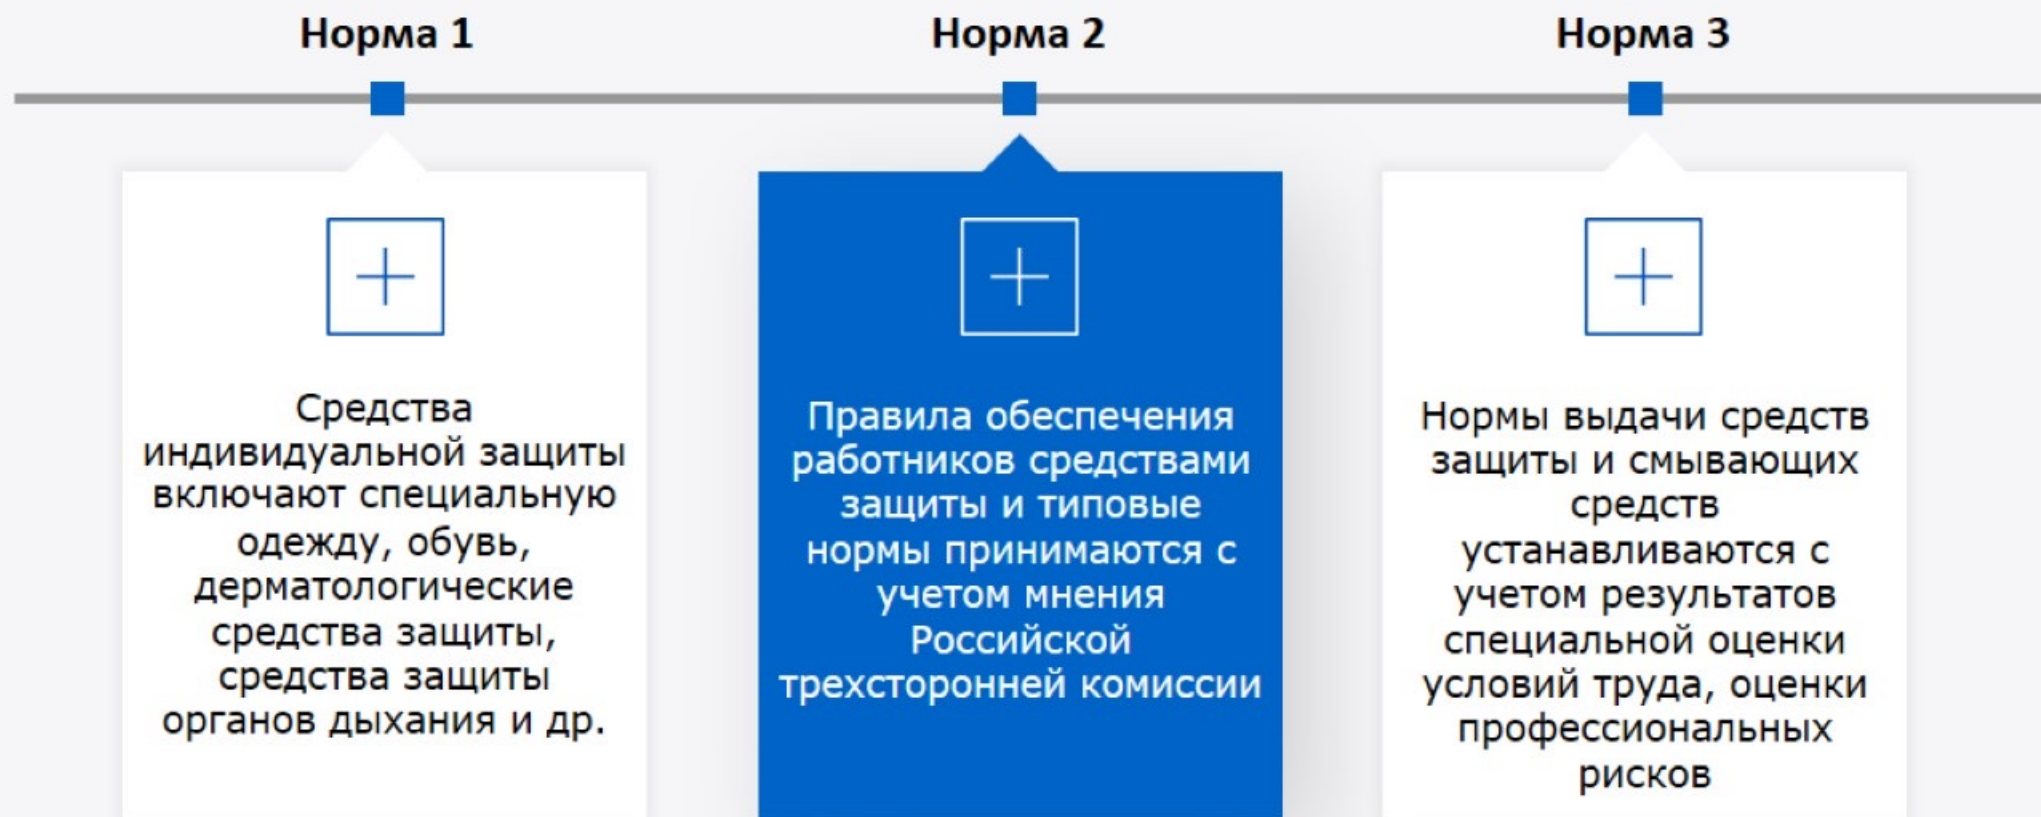 Норма 1
Средства
индивидуальной защиты
включают специальную
одежду, обувь,
дерматологические
средства защиты,
средства защиты
органов дыхания и др.
Норма 2
Правила обеспечения
работников средствами
защиты и типовые
нормы принимаются с
учетом мнения
Российской
трехсторонней комиссии
Норма 3
Нормы выдачи средств
защиты и смывающих
средств
устанавливаются с
учетом результатов
специальной оценки
условий труда, оценки
профессиональных
рисков